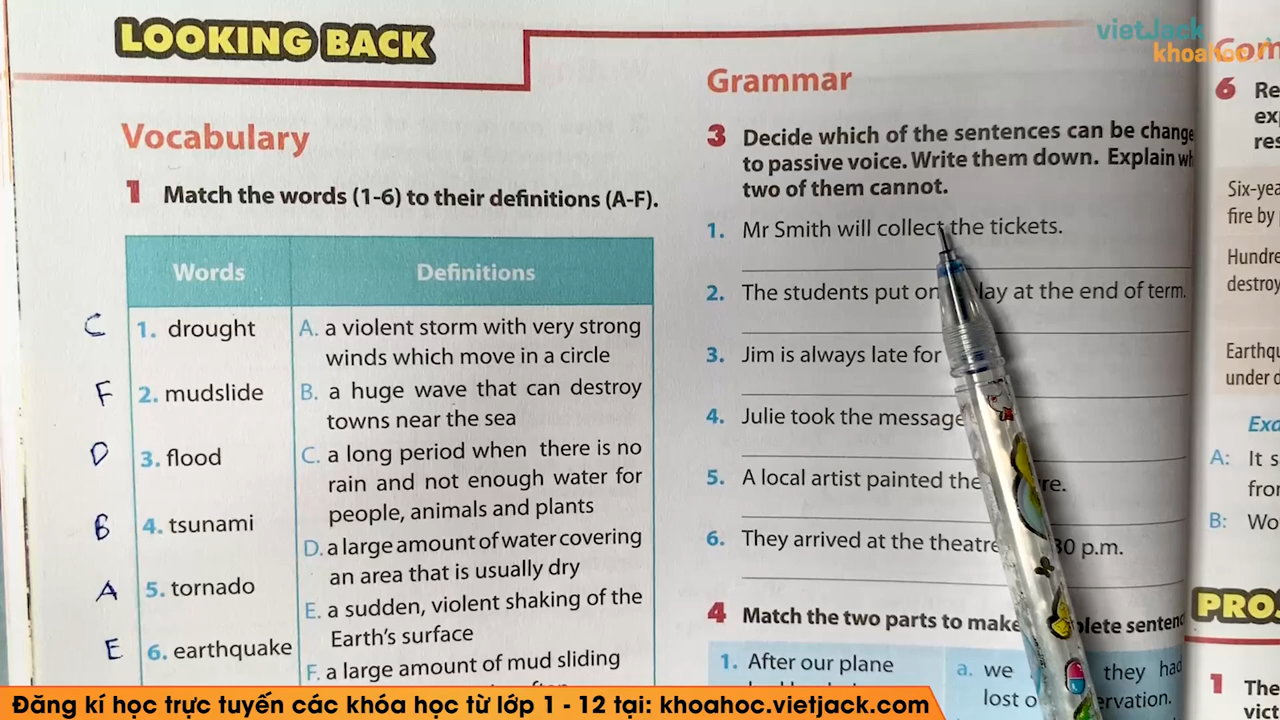 LOOKING BACK
vietJack
khoahoc
Vocabulary
1 Match the words (1-6) to their definitions (A-F).
Words
Definitions
C 1. drought
F 2. mudslide
D 3. flood
B 4. tsunami
A 5. tornado
E 6. earthquake
A. a violent storm with very strong
winds which move in a circle
B. a huge wave that can destroy
towns near the sea
C. a long period when there is no
rain and not enough water for
people, animals and plants
D. a large amount of water covering
an area that is usually dry
E. a sudden, violent shaking of the
Earth's surface
F. a large amount of mud sliding
Grammar
3 Decide which of the sentences can be change
to passive voice. Write them down. Explain
two of them cannot.
1. Mr Smith will collect the tickets.
2. The students put on lay at the end of term.
3. Jim is always late for
4. Julie took the message
5. A local artist painted the re.
6. They arrived at the theatre 30 p.m.
4 Match the two parts to make plete sentenc
1. After our plane
a. we they had
lost o ervation.
Com
6 Re
exp
res
Six-yea
fire by
Hundre
destroy
Earthqu
under d
Exa
A: It s
fror
B: Wo
PROJ
1 The
vict
Đăng kí học trực tuyến các khóa học từ lớp 1 - 12 tại: khoahoc.vietjack.com